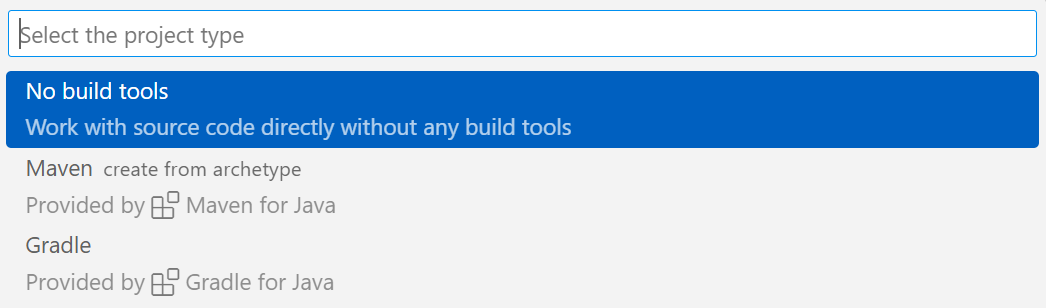 Select the project type
No build tools
Work with source code directly without any build tools
Maven create from archetype
Provided by Maven for Java
Gradle
Provided by Gradle for Java